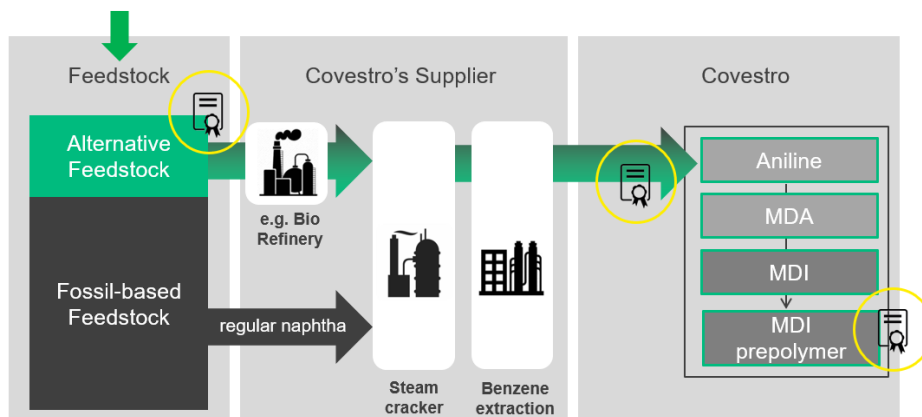 Feedstock
Covestro's Supplier
Covestro
Alternative
Feedstock
e.g. Bio
Refinery
Fossil-based
Feedstock
regular naphtha
Steam
cracker
Benzene
extraction
Aniline
MDA
MDI
MDI
prepolymer